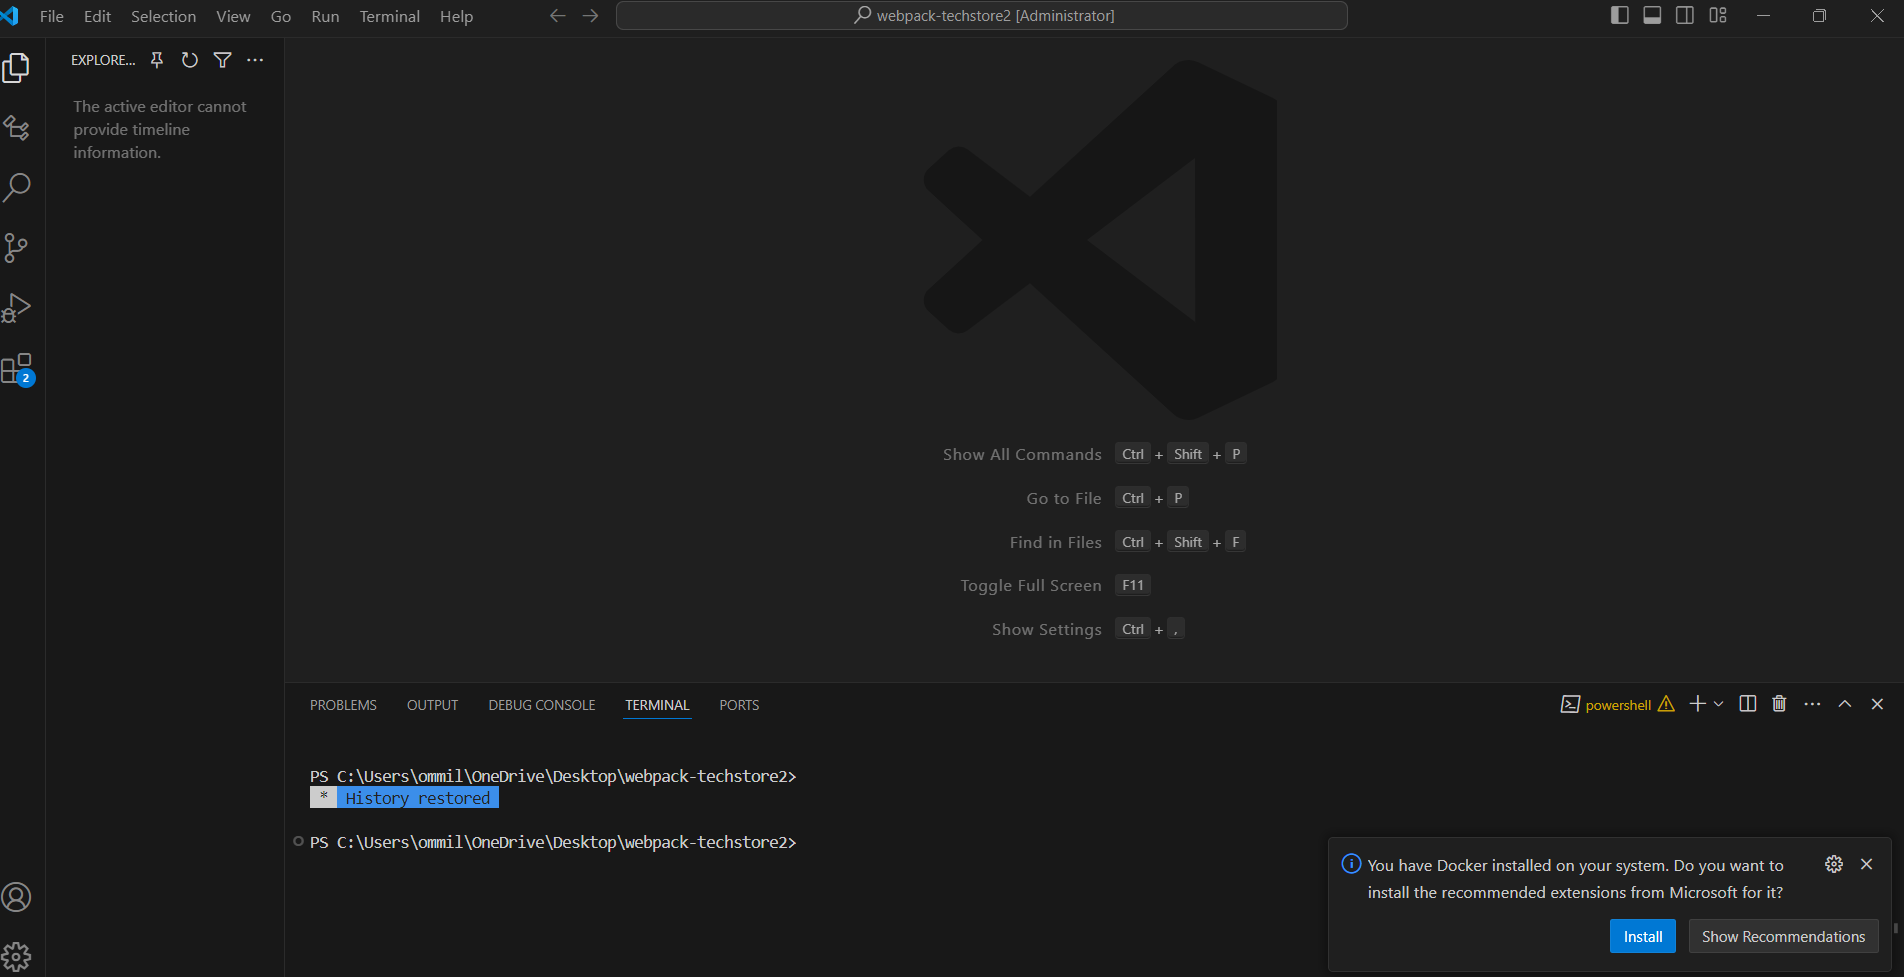 File Edit Selection View Go Run Terminal Help
webpack-techstore2 [Administrator]
EXPLORE...
The active editor cannot
provide timeline
information.
2
Show All Commands Ctrl + Shift + P
Go to File Ctrl + P
Find in Files Ctrl + Shift + F
Toggle Full Screen F11
Show Settings Ctrl + ,
PROBLEMS OUTPUT DEBUG CONSOLE TERMINAL PORTS
powershell
PS C:\Users\ommil\OneDrive\Desktop\webpack-techstore2>
* History restored
PS C:\Users\ommil\OneDrive\Desktop\webpack-techstore2>
You have Docker installed on your system. Do you want to
install the recommended extensions from Microsoft for it?
Install Show Recommendations